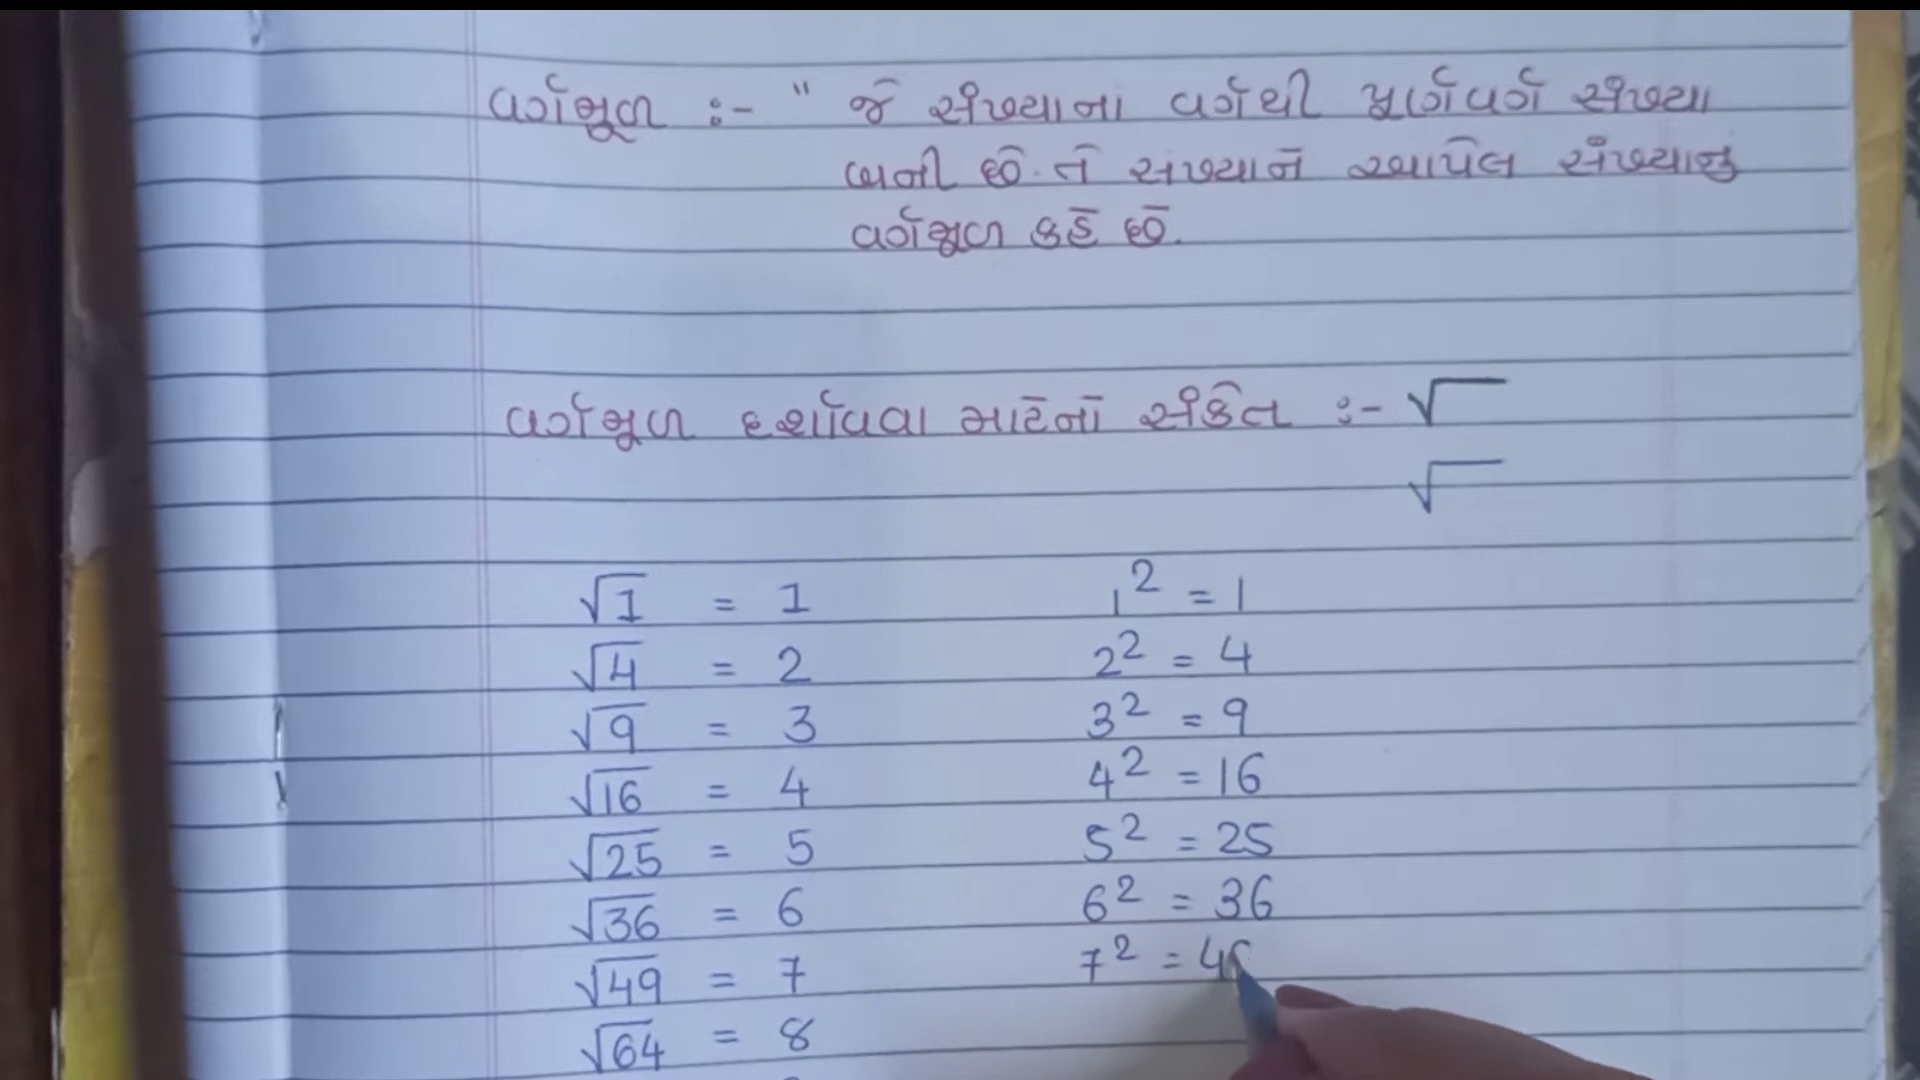 વર્ગમૂળ :- " જે સંખ્યાના વર્ગથી પૂર્ણવર્ગ સંખ્યા
બની છે. તે સંખ્યાને આપેલ સંખ્યાનુ
વર્ગમૂળ કહે છે.
વર્ગમૂળ દર્શાવવા માટેનો સંકેત :- √
√
√1 = 1 1² = 1
√4 = 2 2² = 4
√9 = 3 3² = 9
√16 = 4 4² = 16
√25 = 5 5² = 25
√36 = 6 6² = 36
√49 = 7 7² = 4
√64 = 8